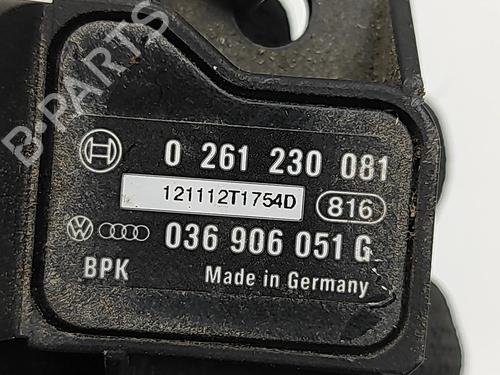 B-PARTS
0 261 230 081
121112T1754D
816
036 906 051 G
BPK Made in Germany